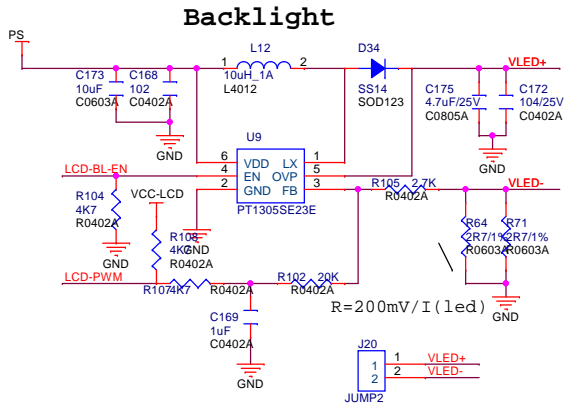 Backlight
PS
L12
D34
VLED+
1
2
C173
10uF
C0603A
C168
102
C0402A
10uH_1A
L4012
SS14
SOD123
C175
4.7uF/25V
C0805A
C172
104/25V
C0402A
GND
U9
GND
6 VDD LX 1
4 EN OVP 5
2 GND FB 3
PT1305SE23E
LCD-BL-EN
R104
4K7
R0402A
VCC-LCD
R105 2.7K
R0402A
VLED-
R108
4K7
R0402A
GND
GND
R64
2R7/1%
R0603A
R71
2R7/1%
R0603A
LCD-PWM
R107 4K7
R0402A
R102 20K
R0402A
R=200mV/I(led)
GND
C169
1uF
C0402A
GND
J20
1 1 VLED+
2 2 VLED-
JUMP2